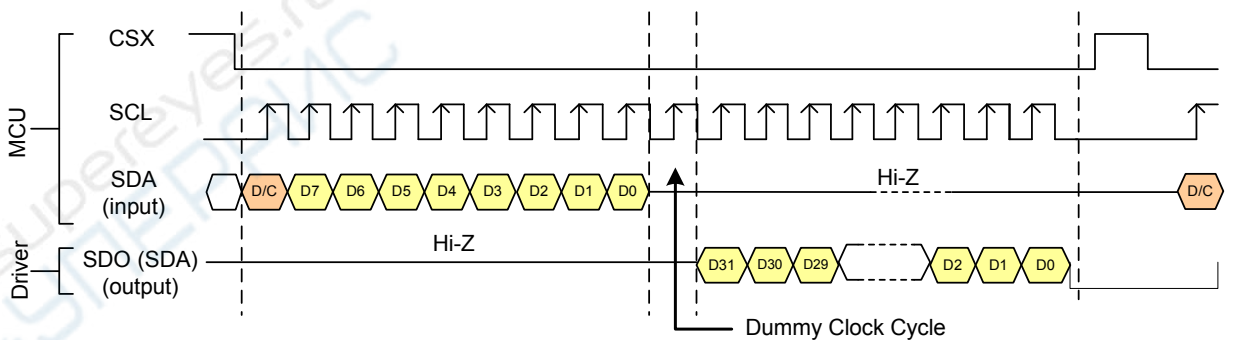 MCU
CSX
SCL
SDA
(input)
D/C D7 D6 D5 D4 D3 D2 D1 D0 Hi-Z D/C
Driver
SDO (SDA)
(output)
Hi-Z D31 D30 D29 D2 D1 D0
Dummy Clock Cycle